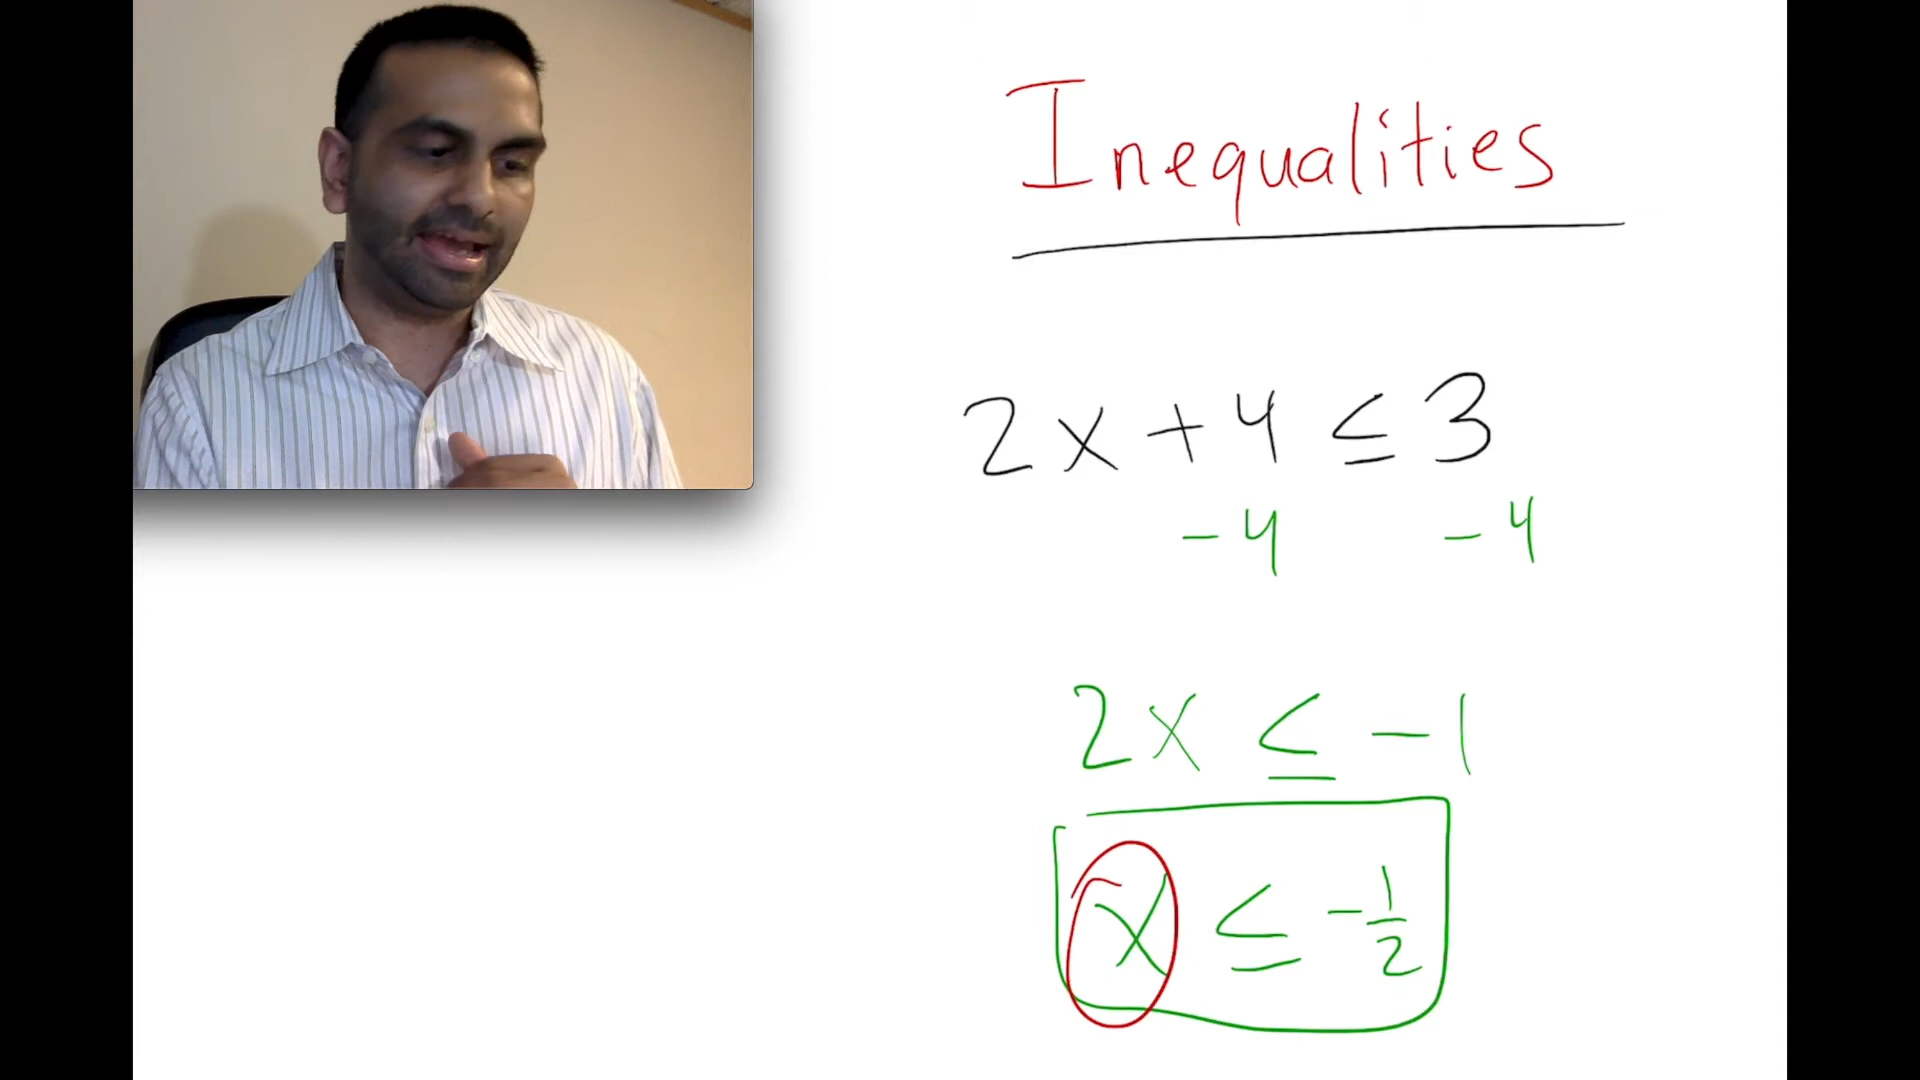 Inequalities
2x + 4 ≤ 3
- 4 - 4
2x ≤ - 1
x ≤ - 1/2